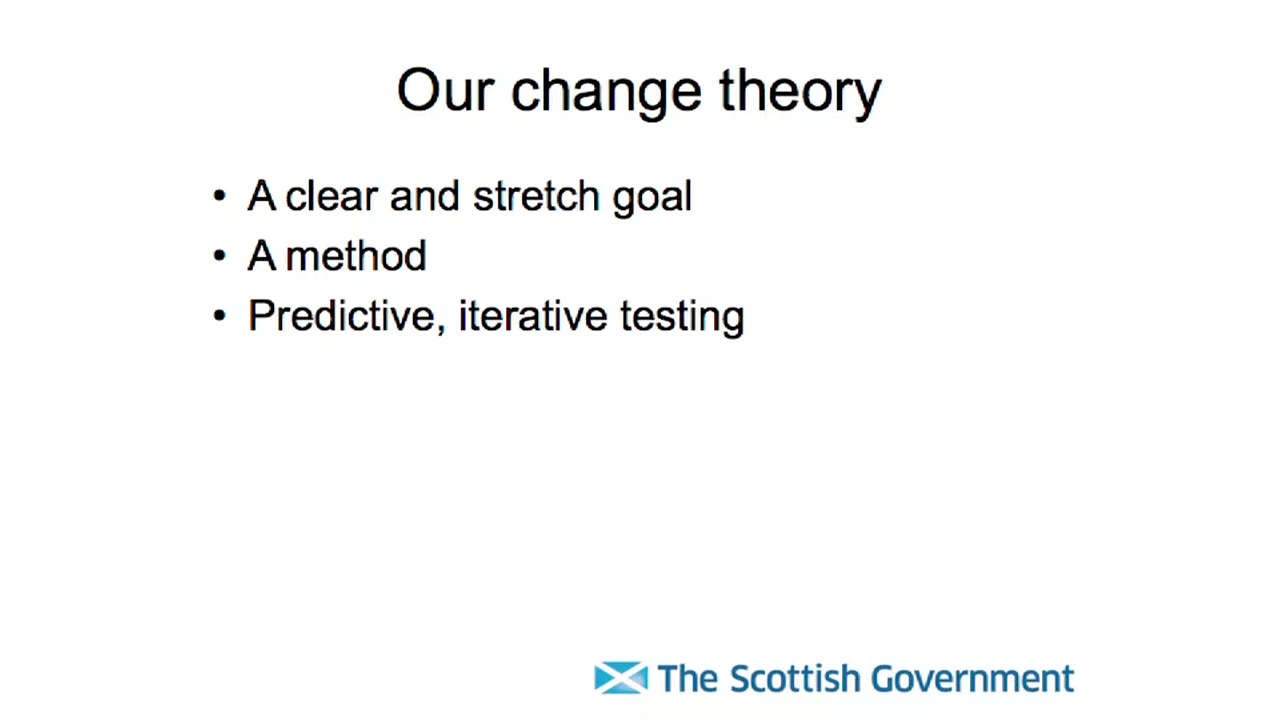 Our change theory
• A clear and stretch goal
• A method
• Predictive, iterative testing
The Scottish Government